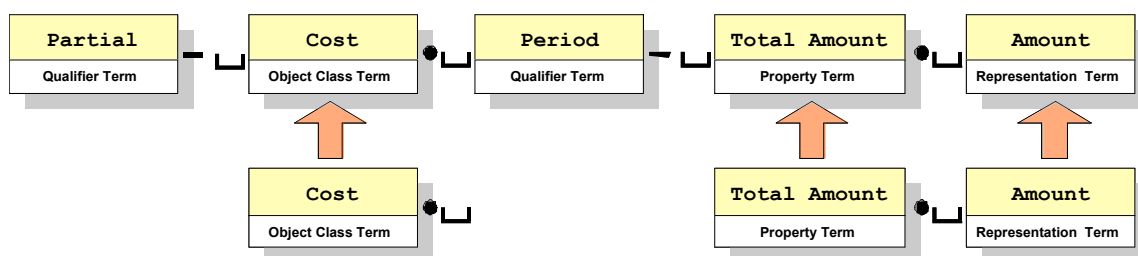 Partial - Cost . Period - Total Amount . Amount
Qualifier Term Object Class Term Qualifier Term Property Term Representation Term
Cost . Total Amount . Amount
Object Class Term Property Term Representation Term